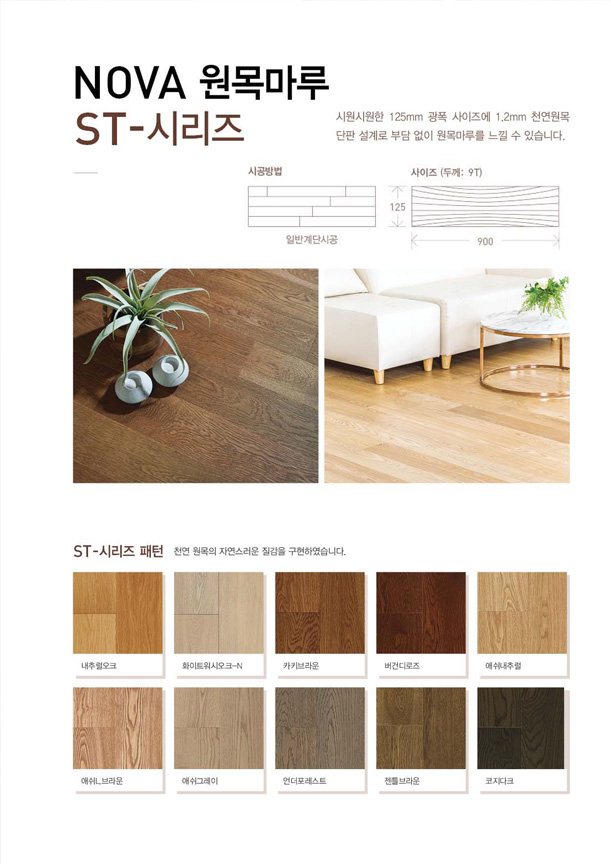 NOVA 원목마루
ST-시리즈
시원시원한 125mm 광폭 사이즈에 1.2mm 천연원목
단판 설계로 부담 없이 원목마루를 느낄 수 있습니다.
시공방법
사이즈 (두께: 9T)
125
일반계단시공
900
ST-시리즈 패턴 천연 원목의 자연스러운 질감을 구현하였습니다.
내추럴오크
화이트워시오크-N
카키브라운
버건디로즈
애쉬내추럴
애쉬L.브라운
애쉬그레이
언더포레스트
젠틀브라운
코지다크